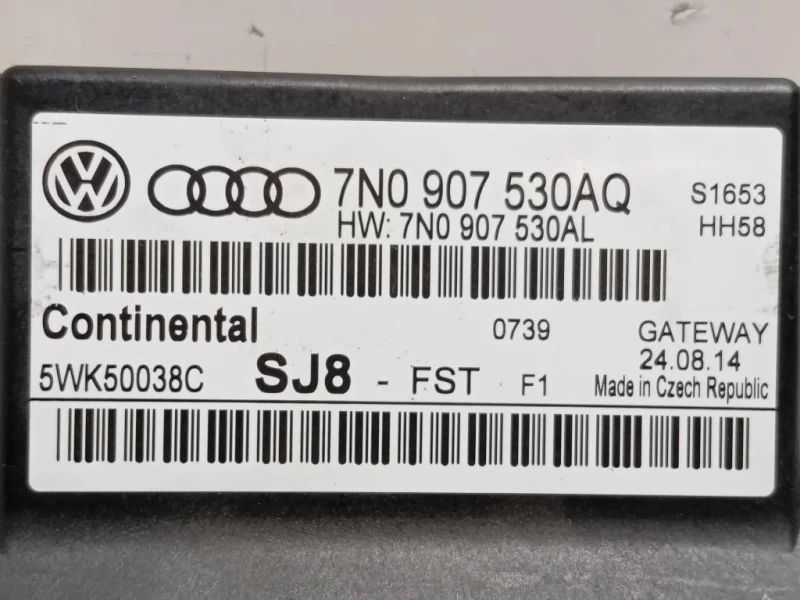 VW 7N0 907 530AQ S1653
HW: 7N0 907 530AL HH58
Continental 0739 GATEWAY
24.08.14
5WK50038C SJ8 - FST F1 Made in Czech Republic